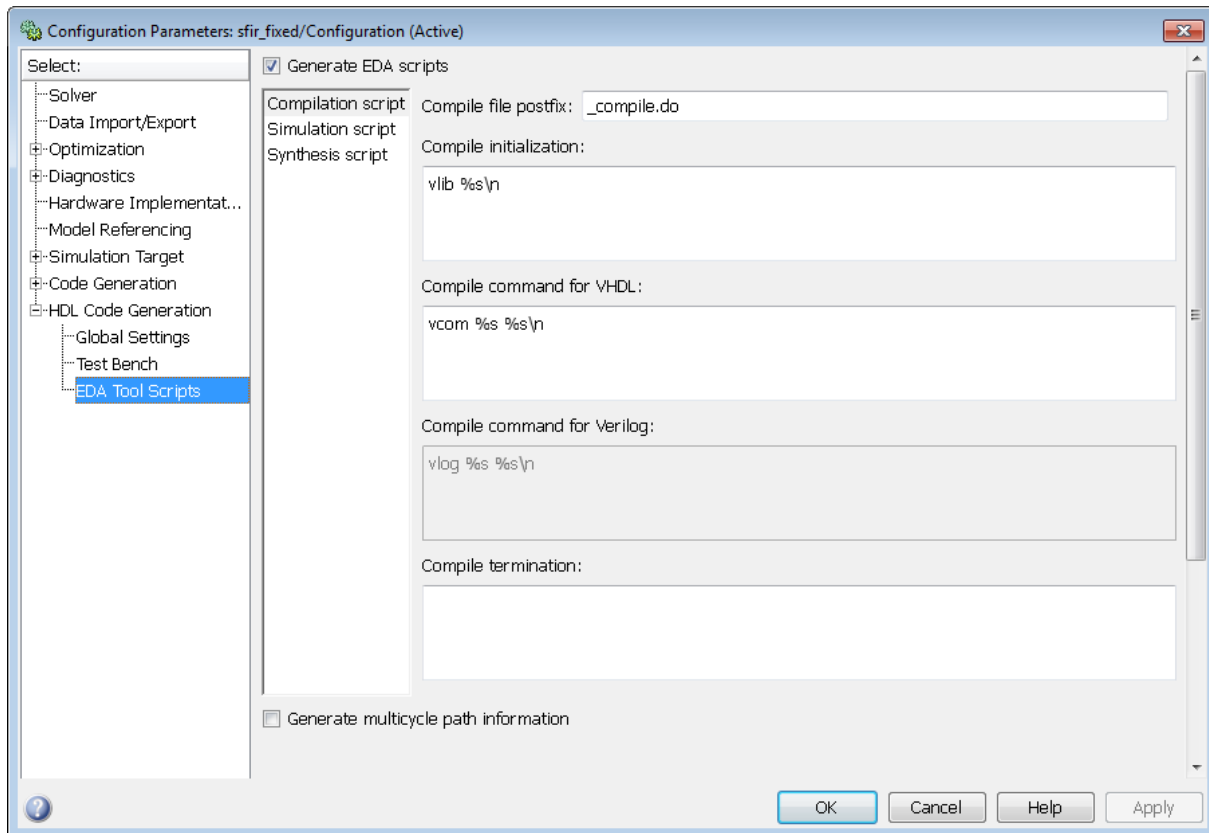 Configuration Parameters: sfir_fixed/Configuration (Active)
Select:
Solver
Data Import/Export
Optimization
Diagnostics
Hardware Implementat...
Model Referencing
Simulation Target
Code Generation
HDL Code Generation
Global Settings
Test Bench
EDA Tool Scripts
Generate EDA scripts
Compilation script
Simulation script
Synthesis script
Compile file postfix: _compile.do
Compile initialization:
vlib %s\n
Compile command for VHDL:
vcom %s %s\n
Compile command for Verilog:
vlog %s %s\n
Compile termination:
Generate multicycle path information
OK
Cancel
Help
Apply